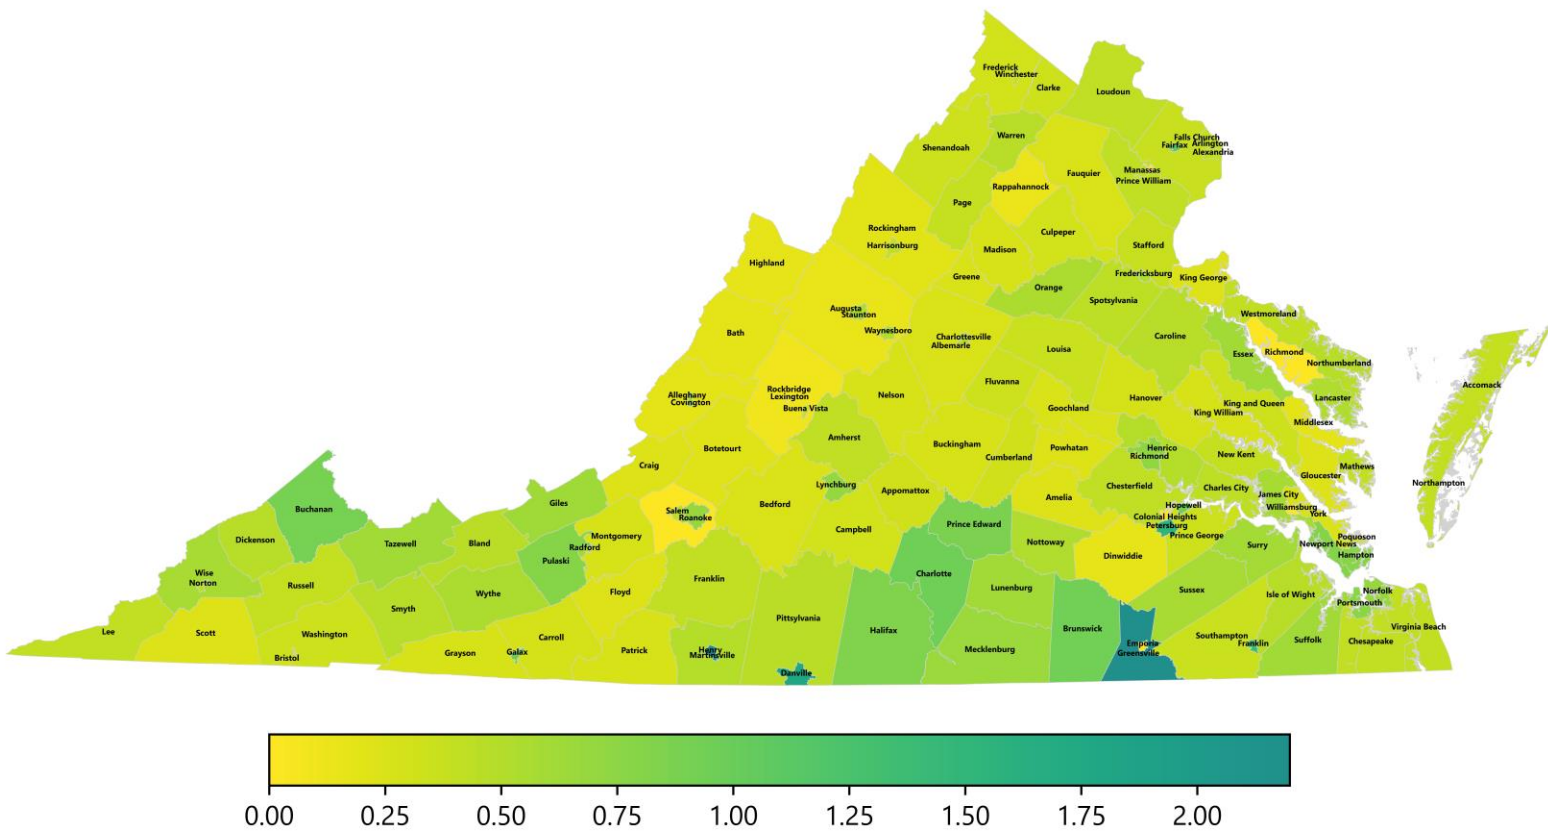 Frederick
Winchester
Clarke
Loudoun
Warren
Falls Church
Fairfax
Arlington
Alexandria
Shenandoah
Manassas
Fauquier
Prince William
Rappahannock
Page
Rockingham
Culpeper
Harrisonburg
Madison
Stafford
Highland
Greene
Fredericksburg
King George
Orange
Spotsylvania
Augusta
Staunton
Westmoreland
Bath
Waynesboro
Charlottesville
Albemarle
Caroline
Louisa
Essex
Richmond
Northumberland
Fluvanna
Accomack
Rockbridge
Lexington
Alleghany
Covington
Nelson
Hanover
Lancaster
Buena Vista
Goochland
King and Queen
King William
Middlesex
Amherst
Botetourt
Buckingham
Powhatan
Henrico
Richmond
Cumberland
New Kent
Craig
Mathews
Gloucester
Lynchburg
Northampton
Appomattox
Chesterfield
Charles City
James City
Amelia
Giles
Bedford
Hopewell
Williamsburg
Salem
Roanoke
Buchanan
York
Colonial Heights
Petersburg
Prince Edward
Campbell
Prince George
Montgomery
Poquoson
Dickenson
Tazewell
Bland
Nottoway
Newport News
Surry
Radford
Hampton
Dinwiddie
Pulaski
Wise
Norton
Charlotte
Franklin
Russell
Lunenburg
Sussex
Norfolk
Wythe
Floyd
Isle of Wight
Portsmouth
Smyth
Pittsylvania
Virginia Beach
Lee
Scott
Washington
Halifax
Brunswick
Carroll
Southampton
Suffolk
Chesapeake
Emporia
Franklin
Patrick
Henry
Martinsville
Mecklenburg
Greensville
Grayson
Galax
Bristol
Danville
0.00 0.25 0.50 0.75 1.00 1.25 1.50 1.75 2.00